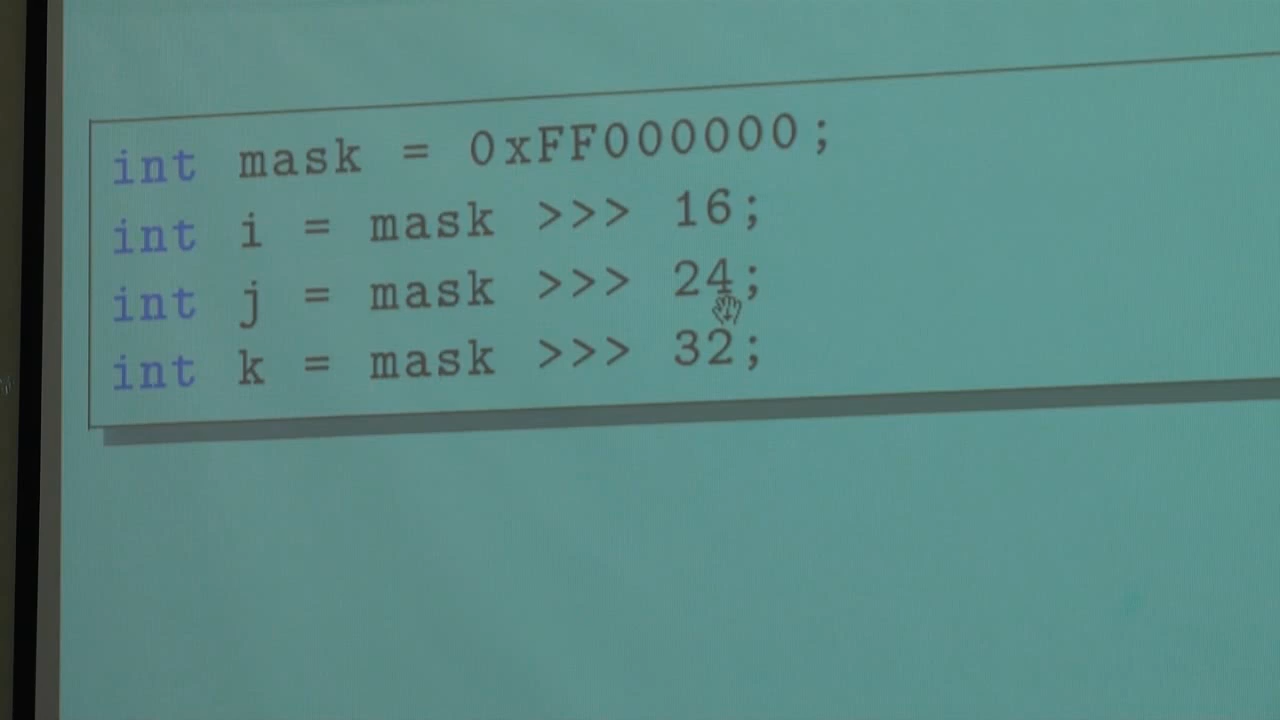 int mask = 0xFF000000;
int i = mask >>> 16;
int j = mask >>> 24;
int k = mask >>> 32;